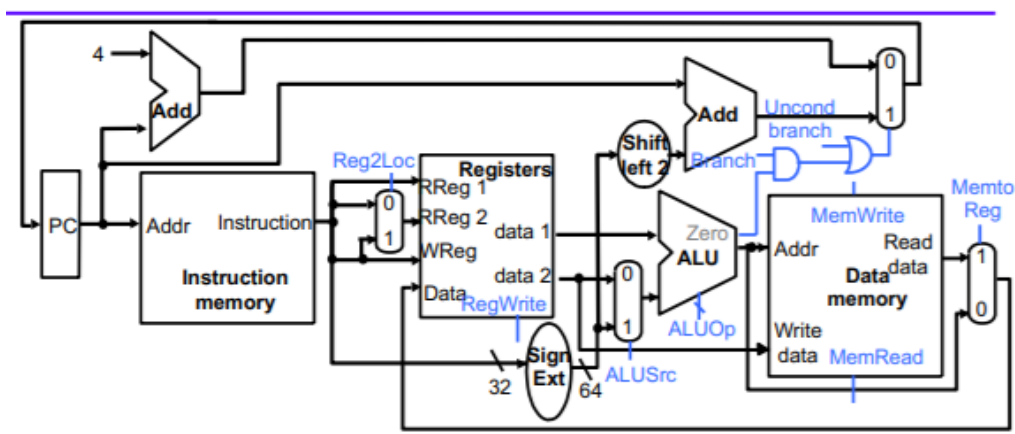 4
Add
PC
Addr
Instruction
Instruction
memory
Reg2Loc
0
1
Registers
RReg 1
RReg 2
WReg
Data
data 1
data 2
RegWrite
32
Sign
Ext
64
0
1
ALUSrc
Shift
left 2
Add
Zero
ALU
ALUOp
Branch
Uncond
branch
0
1
MemWrite
Addr
Read
data
Data
memory
Write
data
MemRead
Memto
Reg
1
0